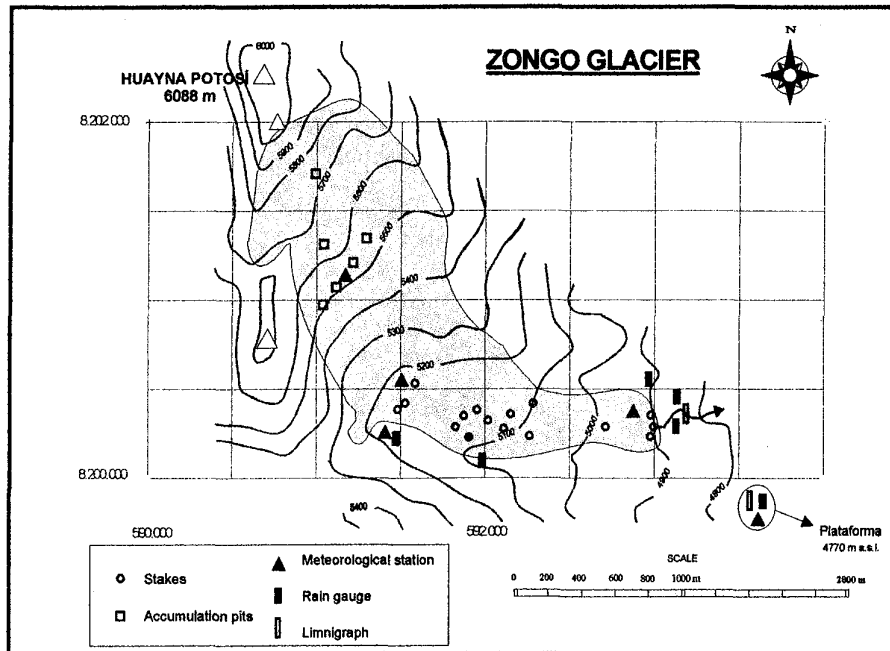 6000
ZONGO GLACIER
N
HUAYNA POTOSÍ
6088 m
8.202.000
5900
5800
5700
5600
5500
5400
5300
5200
5100
5000
4900
4800
8.200.000
5400
590.000
592.000
Plataforma
4770 m a.s.l.
Stakes
Accumulation pits
Meteorological station
Rain gauge
Limnigraph
SCALE
0 200 400 600 800 1000 m 2800 m